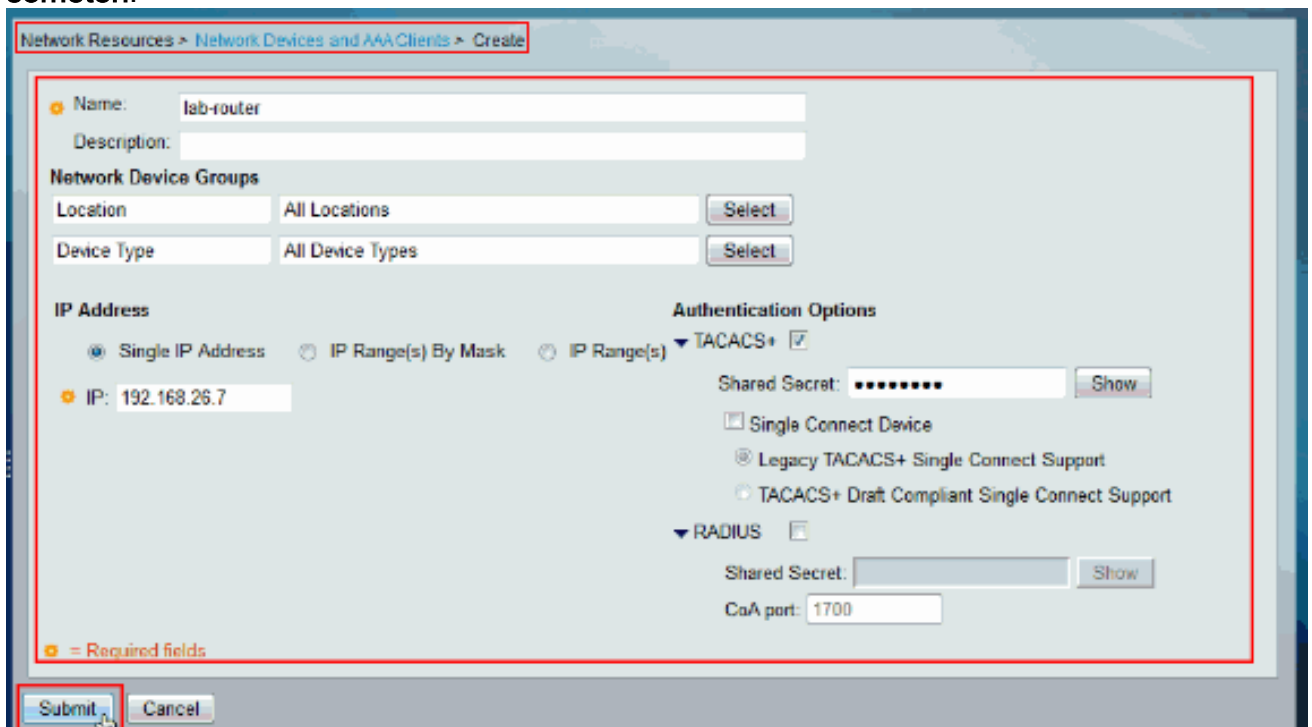 Network Resources > Network Devices and AAA Clients > Create
Name: lab-router
Description:
Network Device Groups
Location All Locations Select
Device Type All Device Types Select
IP Address
Single IP Address IP Range(s) By Mask IP Range(s)
IP: 192.168.26.7
Authentication Options
TACACS+
Shared Secret: •••••••• Show
Single Connect Device
Legacy TACACS+ Single Connect Support
TACACS+ Draft Compliant Single Connect Support
RADIUS
Shared Secret: Show
CoA port: 1700
= Required fields
Submit Cancel